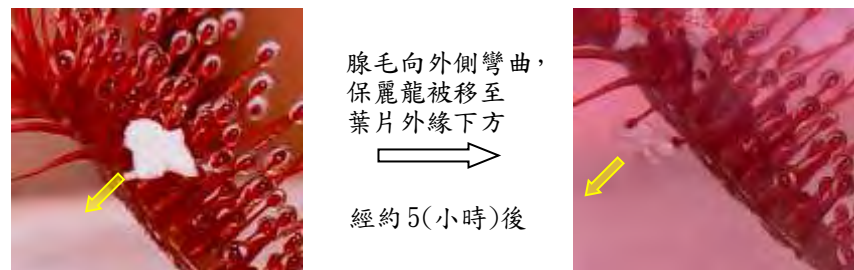 腺毛向外側彎曲，
保麗龍被移至
葉片外緣下方
經約5(小時)後